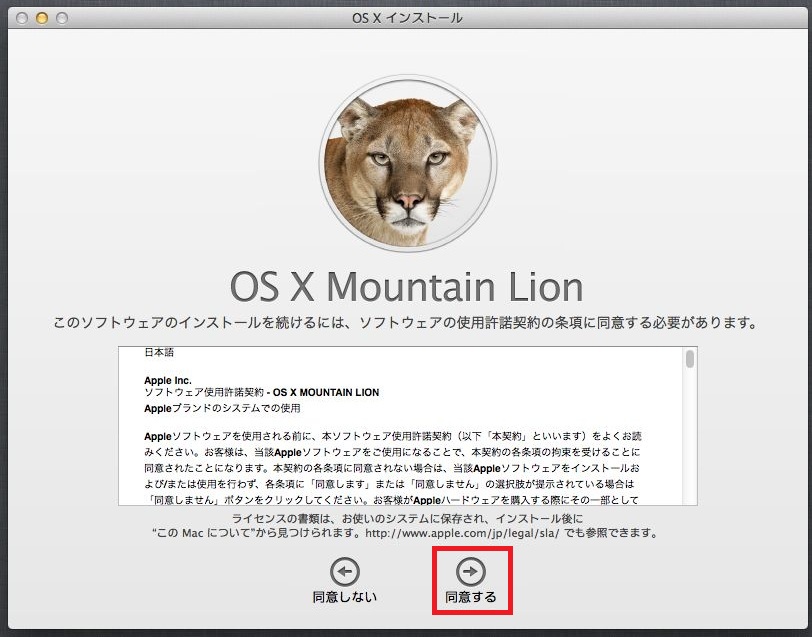 OS X インストール
OS X Mountain Lion
このソフトウェアのインストールを続けるには、ソフトウェアの使用許諾契約の条項に同意する必要があります。
日本語
Apple Inc.
ソフトウェア使用許諾契約 - OS X MOUNTAIN LION
Appleブランドのシステムでの使用
Appleソフトウェアを使用される前に、本ソフトウェア使用許諾契約（以下「本契約」といいます）をよくお読
みください。お客様は、当該Appleソフトウェアをご使用になることで、本契約の各条項の拘束を受けることに
同意されたことになります。本契約の各条項に同意されない場合は、当該Appleソフトウェアをインストールお
よび/または使用を行わず、各条項に「同意します」または「同意しません」の選択肢が提示されている場合は
「同意しません」ボタンをクリックしてください。お客様がAppleハードウェアを購入する際にその一部として
ライセンスの書類は、お使いのシステムに保存され、インストール後に
“この Mac について”から見つけられます。http://www.apple.com/jp/legal/sla/ でも参照できます。
同意しない
同意する